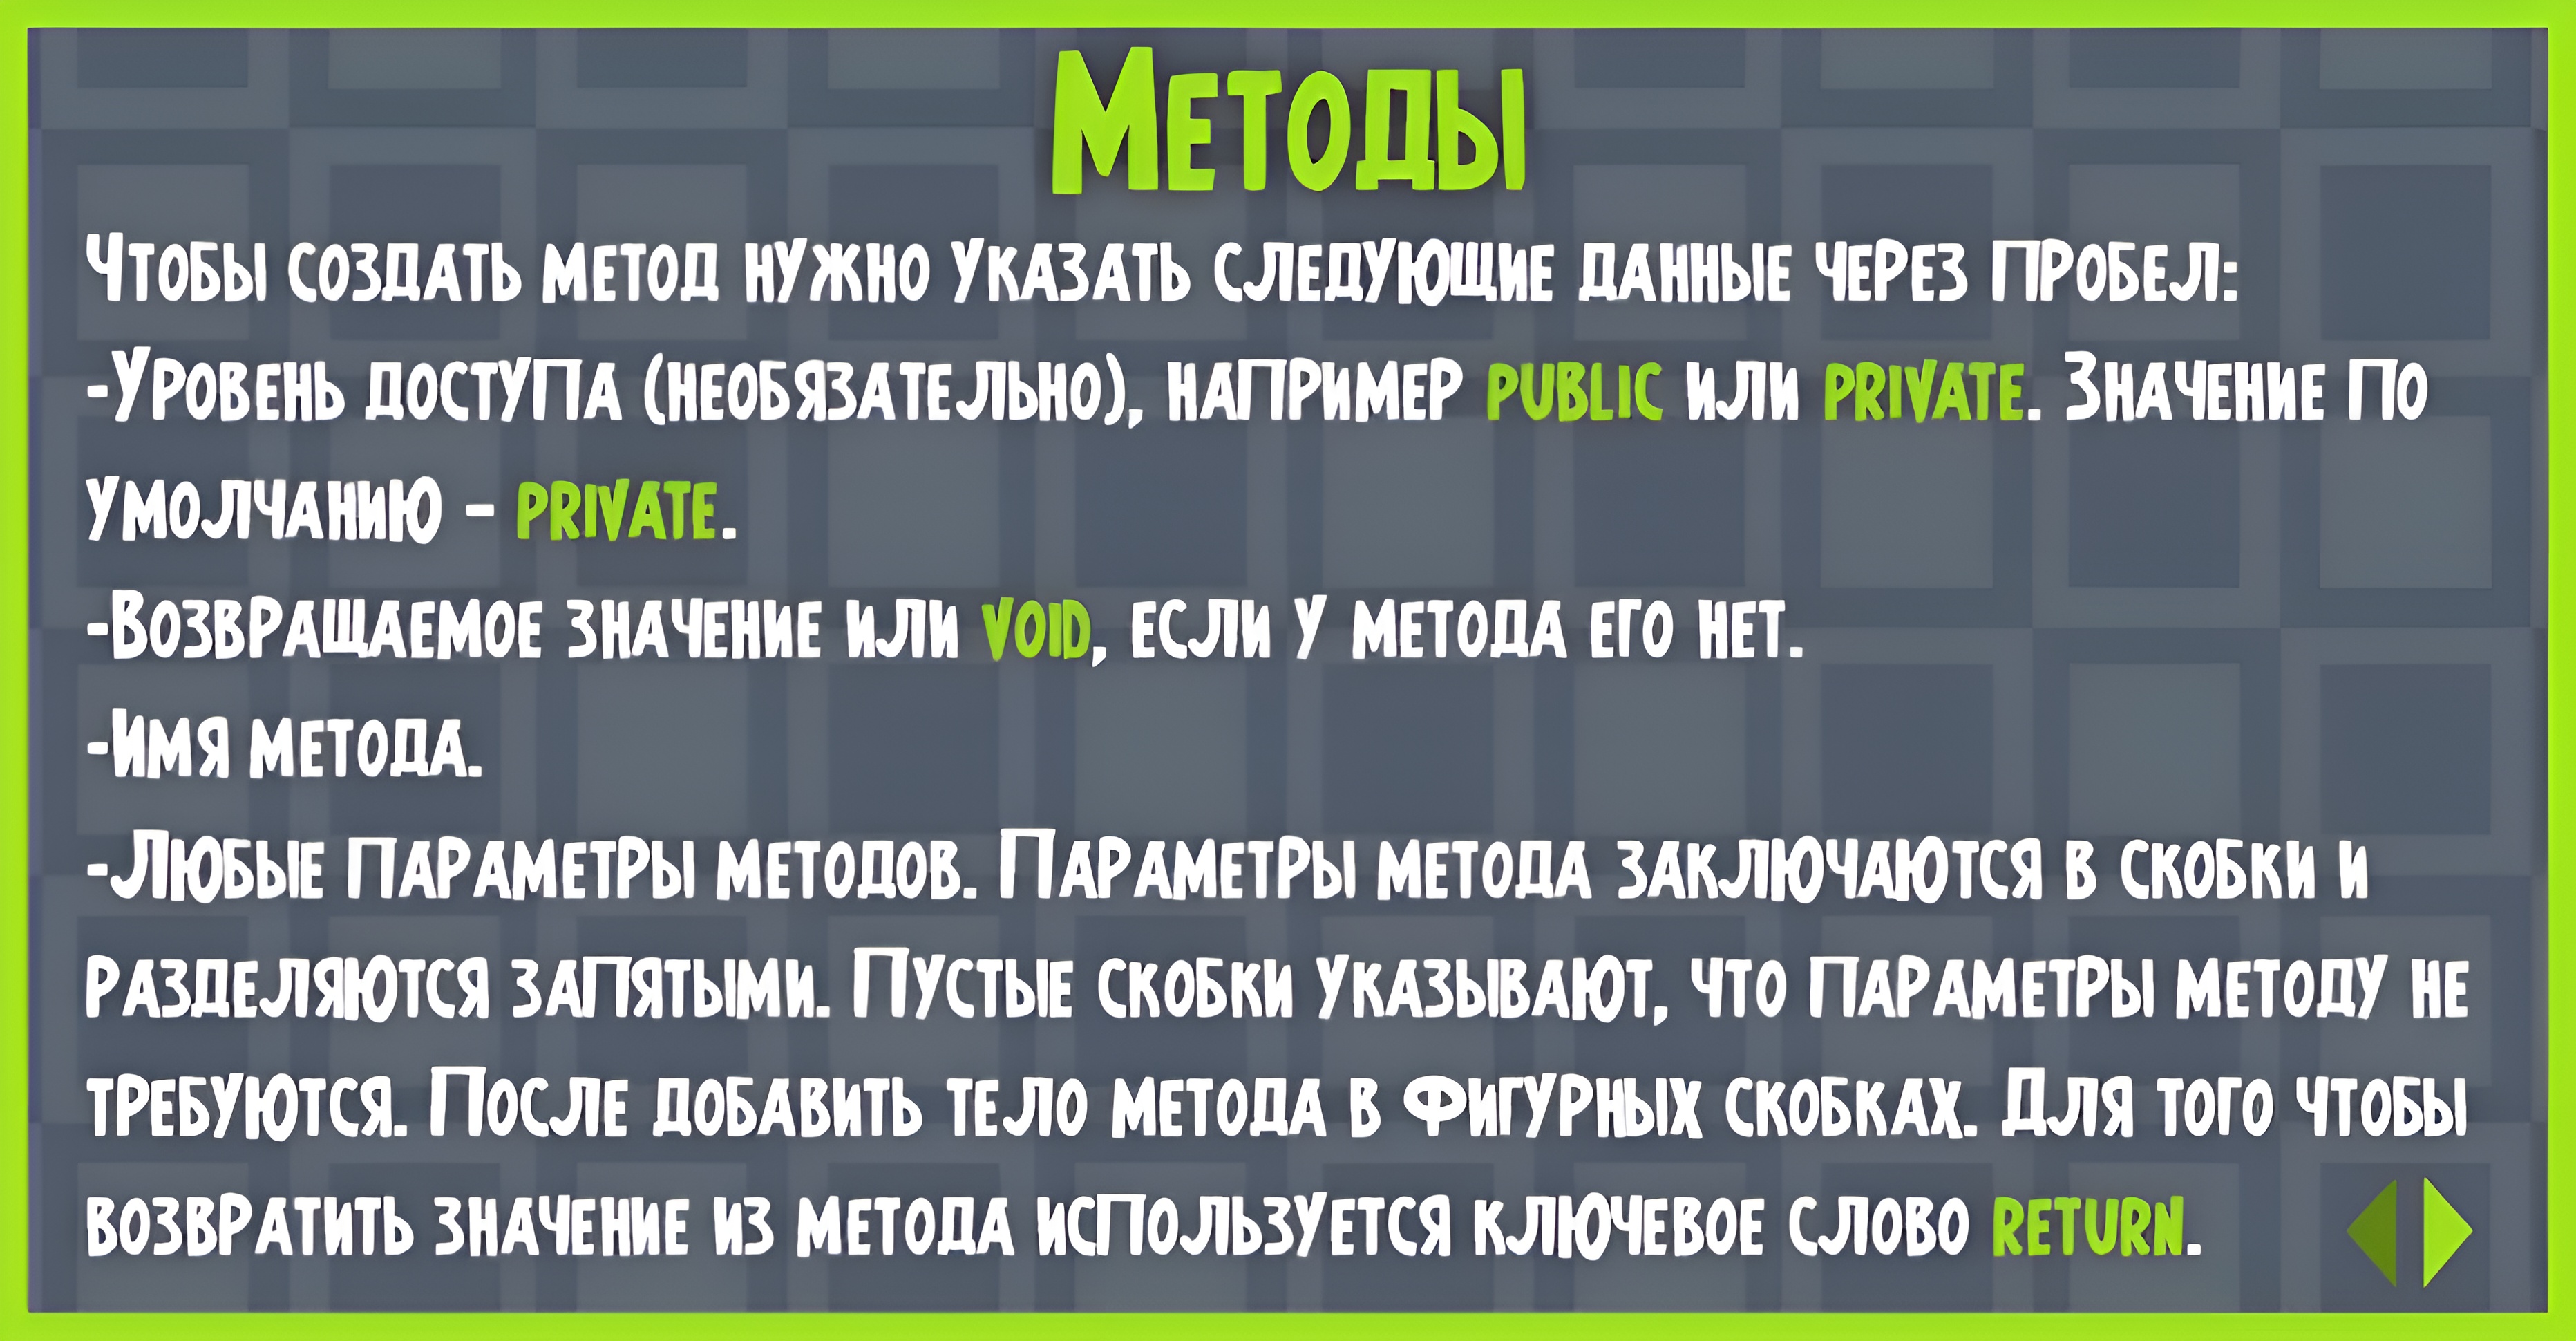 Методы
Чтобы создать метод нужно указать следующие данные через пробел:
-Уровень доступа (необязательно), например public или private. Значение по
умолчанию – private.
-Возвращаемое значение или void, если у метода его нет.
-Имя метода.
-Любые параметры методов. Параметры метода заключаются в скобки и
разделяются запятыми. Пустые скобки указывают, что параметры методу не
требуются. После добавить тело метода в фигурных скобках. Для того чтобы
возвратить значение из метода используется ключевое слово return.